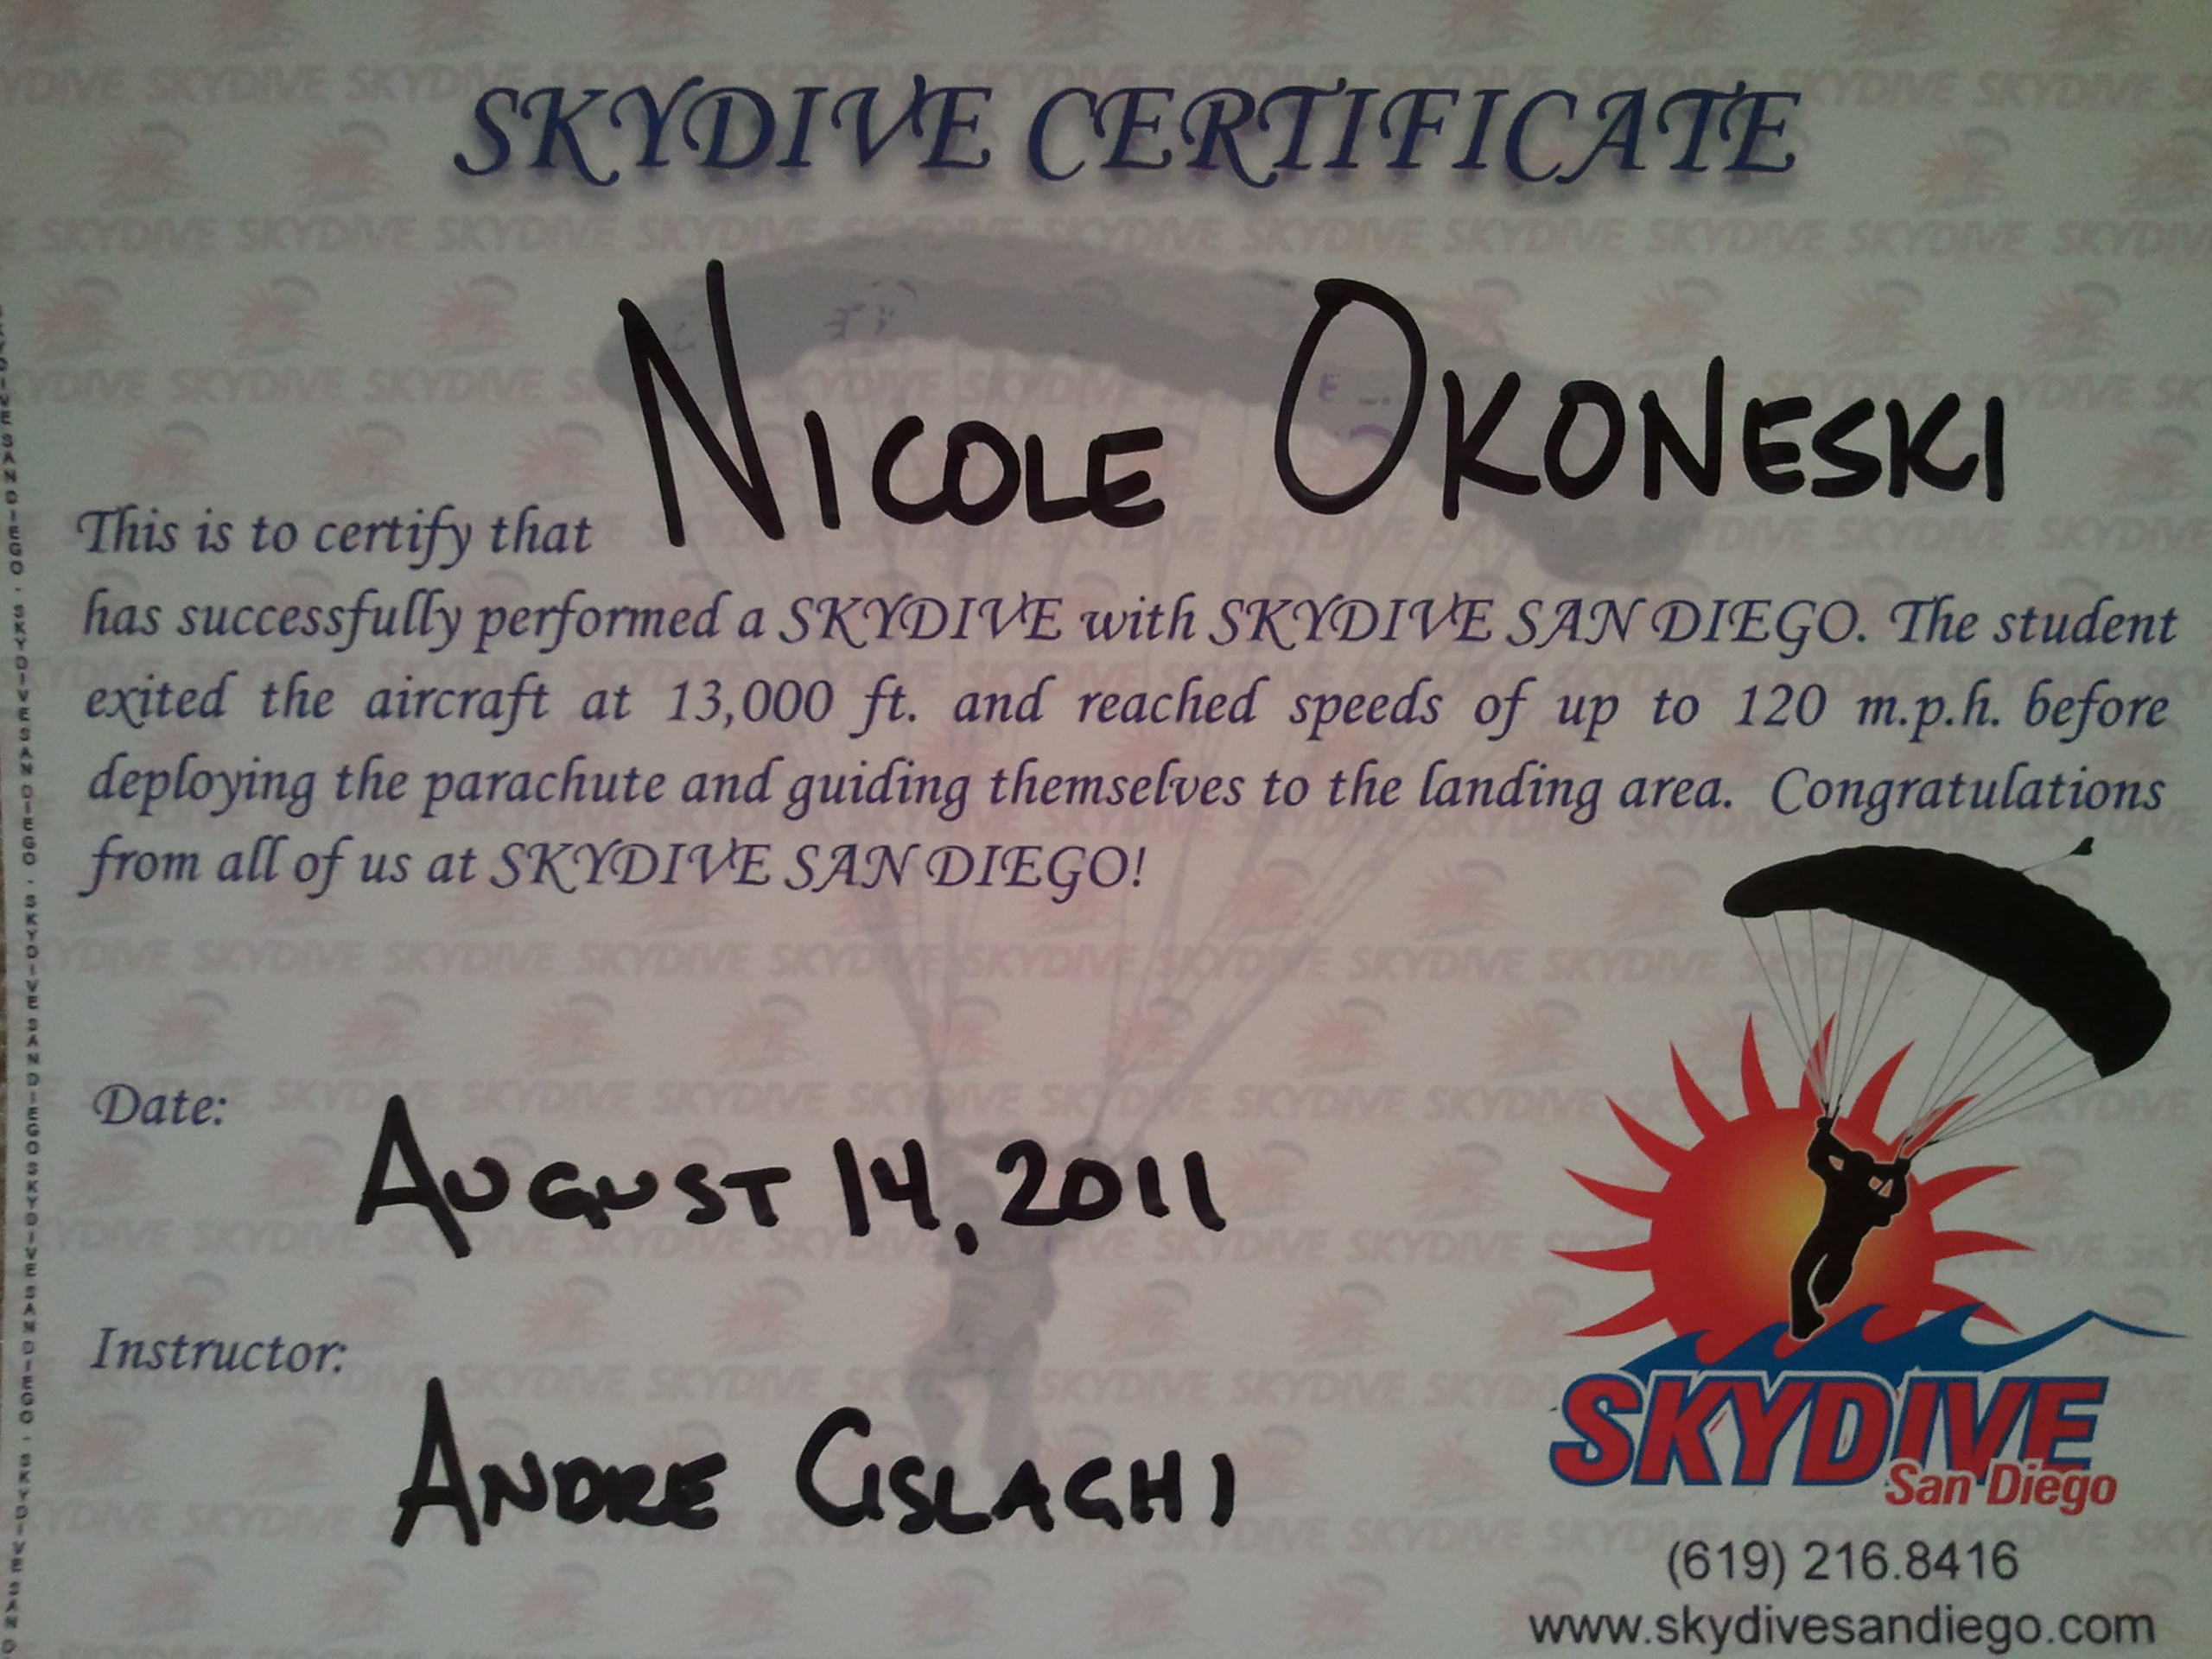 SKYDIVE CERTIFICATE
This is to certify that NICOLE OKONESKI
has successfully performed a SKYDIVE with SKYDIVE SAN DIEGO. The student
exited the aircraft at 13,000 ft. and reached speeds of up to 120 m.p.h. before
deploying the parachute and guiding themselves to the landing area. Congratulations
from all of us at SKYDIVE SAN DIEGO!
Date:
AUGUST 14, 2011
Instructor:
ANDRE CISLAGHI
SKYDIVE
San Diego
(619) 216.8416
www.skydivesandiego.com